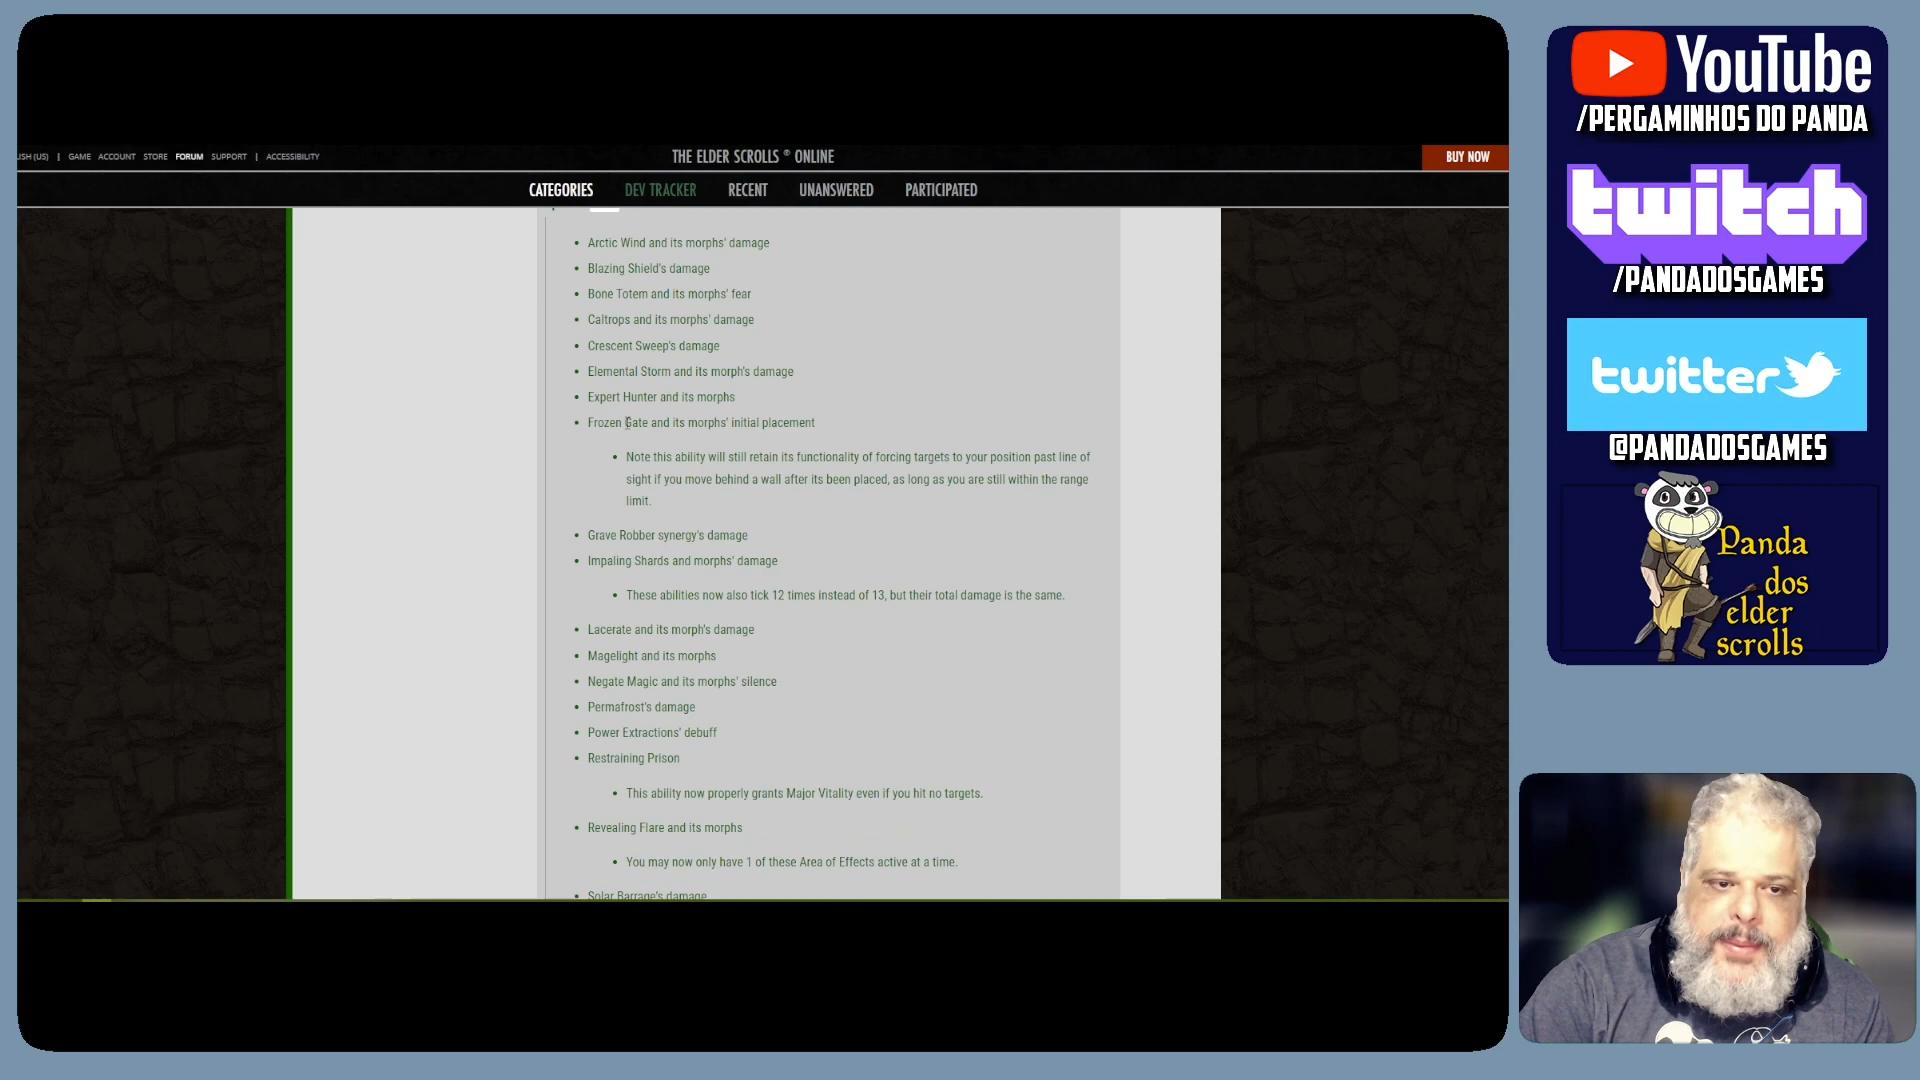 ISH (US) | GAME ACCOUNT STORE FORUM SUPPORT | ACCESSIBILITY
THE ELDER SCROLLS ® ONLINE
BUY NOW
CATEGORIES DEV TRACKER RECENT UNANSWERED PARTICIPATED
• Arctic Wind and its morphs' damage
• Blazing Shield's damage
• Bone Totem and its morphs' fear
• Caltrops and its morphs' damage
• Crescent Sweep's damage
• Elemental Storm and its morph's damage
• Expert Hunter and its morphs
• Frozen Gate and its morphs' initial placement
• Note this ability will still retain its functionality of forcing targets to your position past line of
sight if you move behind a wall after its been placed, as long as you are still within the range
limit.
• Grave Robber synergy's damage
• Impaling Shards and morphs' damage
• These abilities now also tick 12 times instead of 13, but their total damage is the same.
• Lacerate and its morph's damage
• Magelight and its morphs
• Negate Magic and its morphs' silence
• Permafrost's damage
• Power Extractions' debuff
• Restraining Prison
• This ability now properly grants Major Vitality even if you hit no targets.
• Revealing Flare and its morphs
• You may now only have 1 of these Area of Effects active at a time.
• Solar Barrage's damage
YouTube
/PERGAMINHOS DO PANDA
twitch
/PANDADOSGAMES
twitter
@PANDADOSGAMES
Panda
dos
elder
scrolls